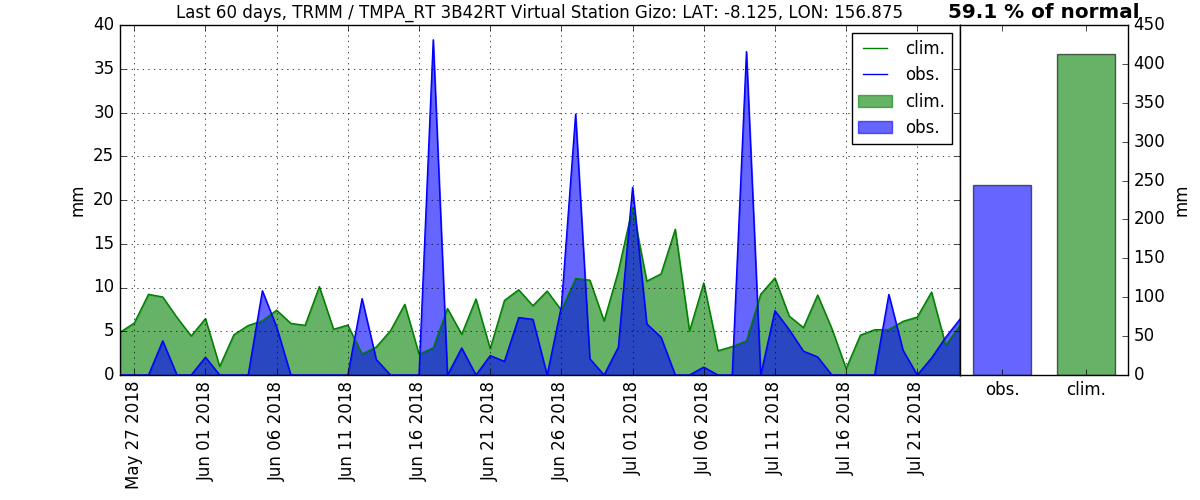 Last 60 days, TRMM / TMPA_RT 3B42RT Virtual Station Gizo: LAT: -8.125, LON: 156.875
59.1 % of normal
40
35
30
25
20
15
10
5
0
mm
clim.
obs.
clim.
obs.
450
400
350
300
250
200
150
100
50
0
mm
May 27 2018
Jun 01 2018
Jun 06 2018
Jun 11 2018
Jun 16 2018
Jun 21 2018
Jun 26 2018
Jul 01 2018
Jul 06 2018
Jul 11 2018
Jul 16 2018
Jul 21 2018
obs.
clim.